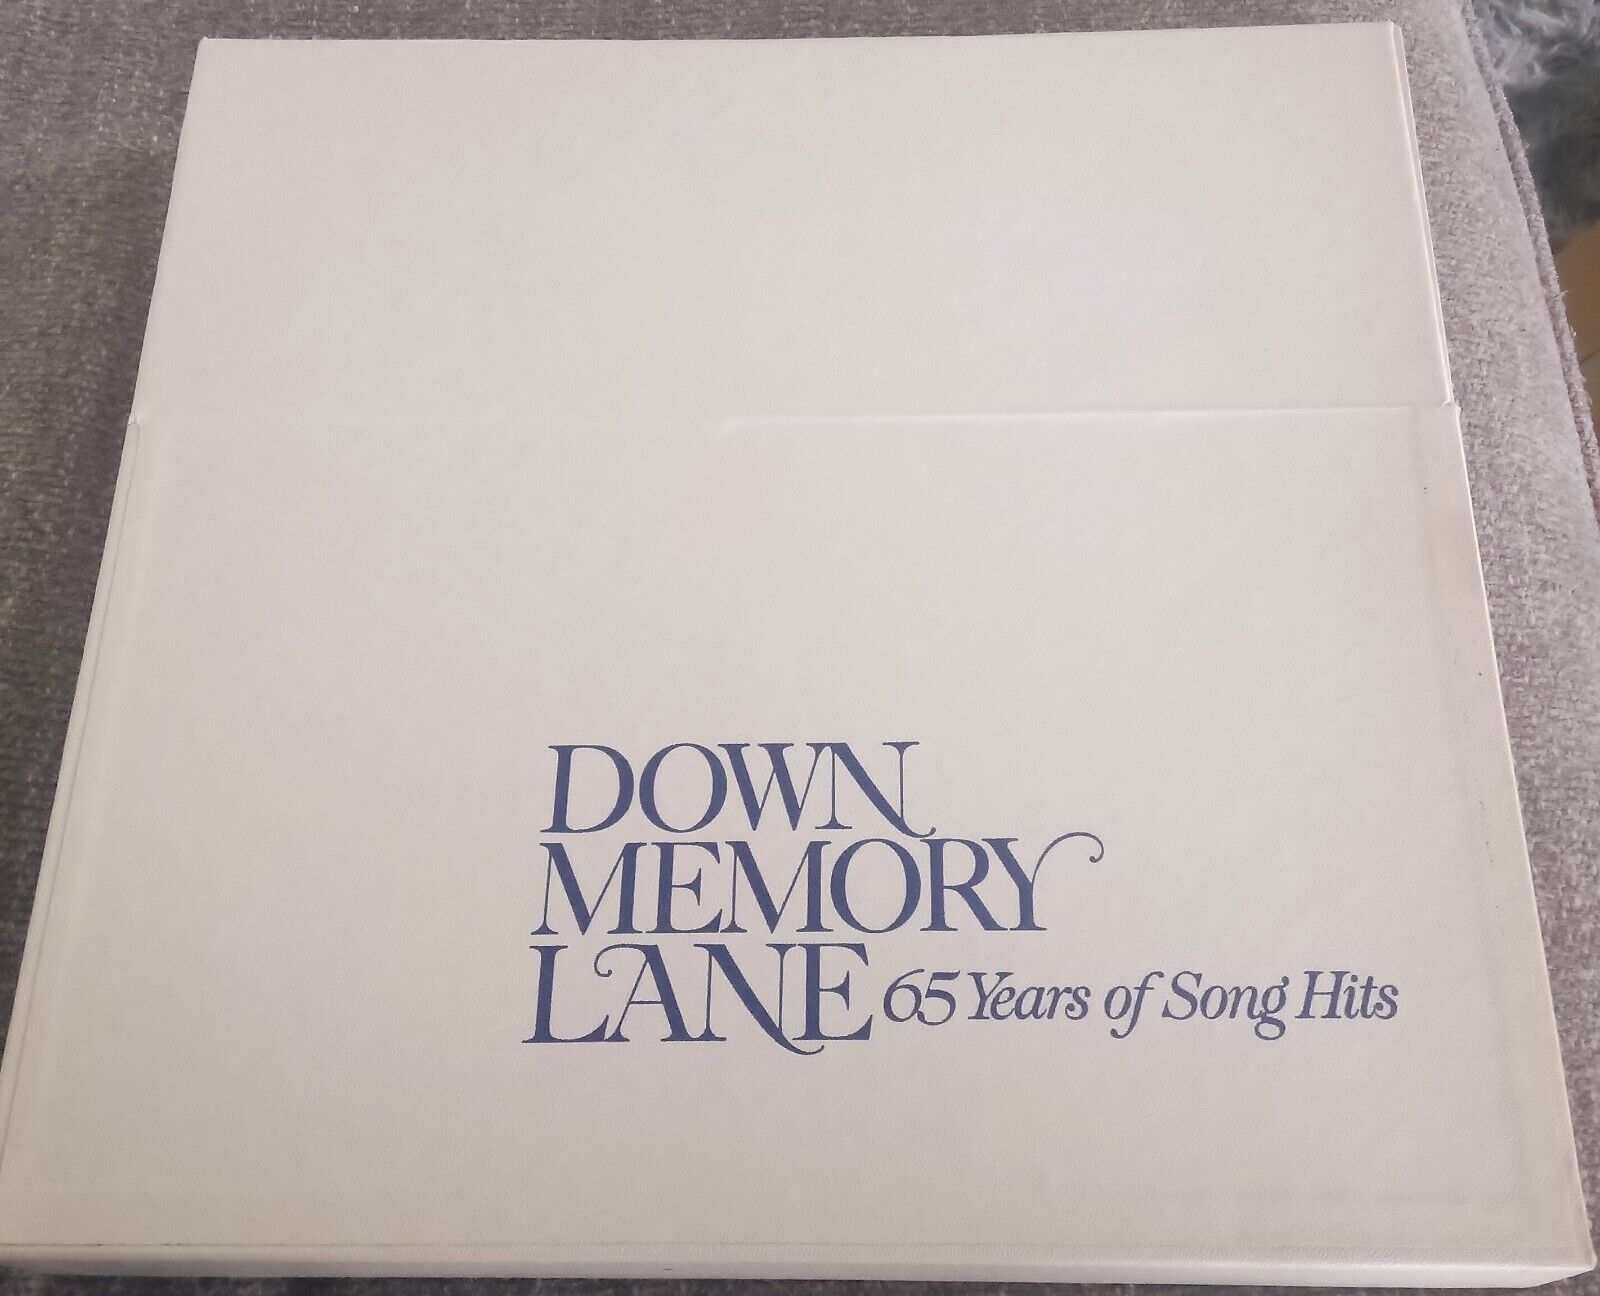 DOWN
MEMORY
LANE 65 Years of Song Hits